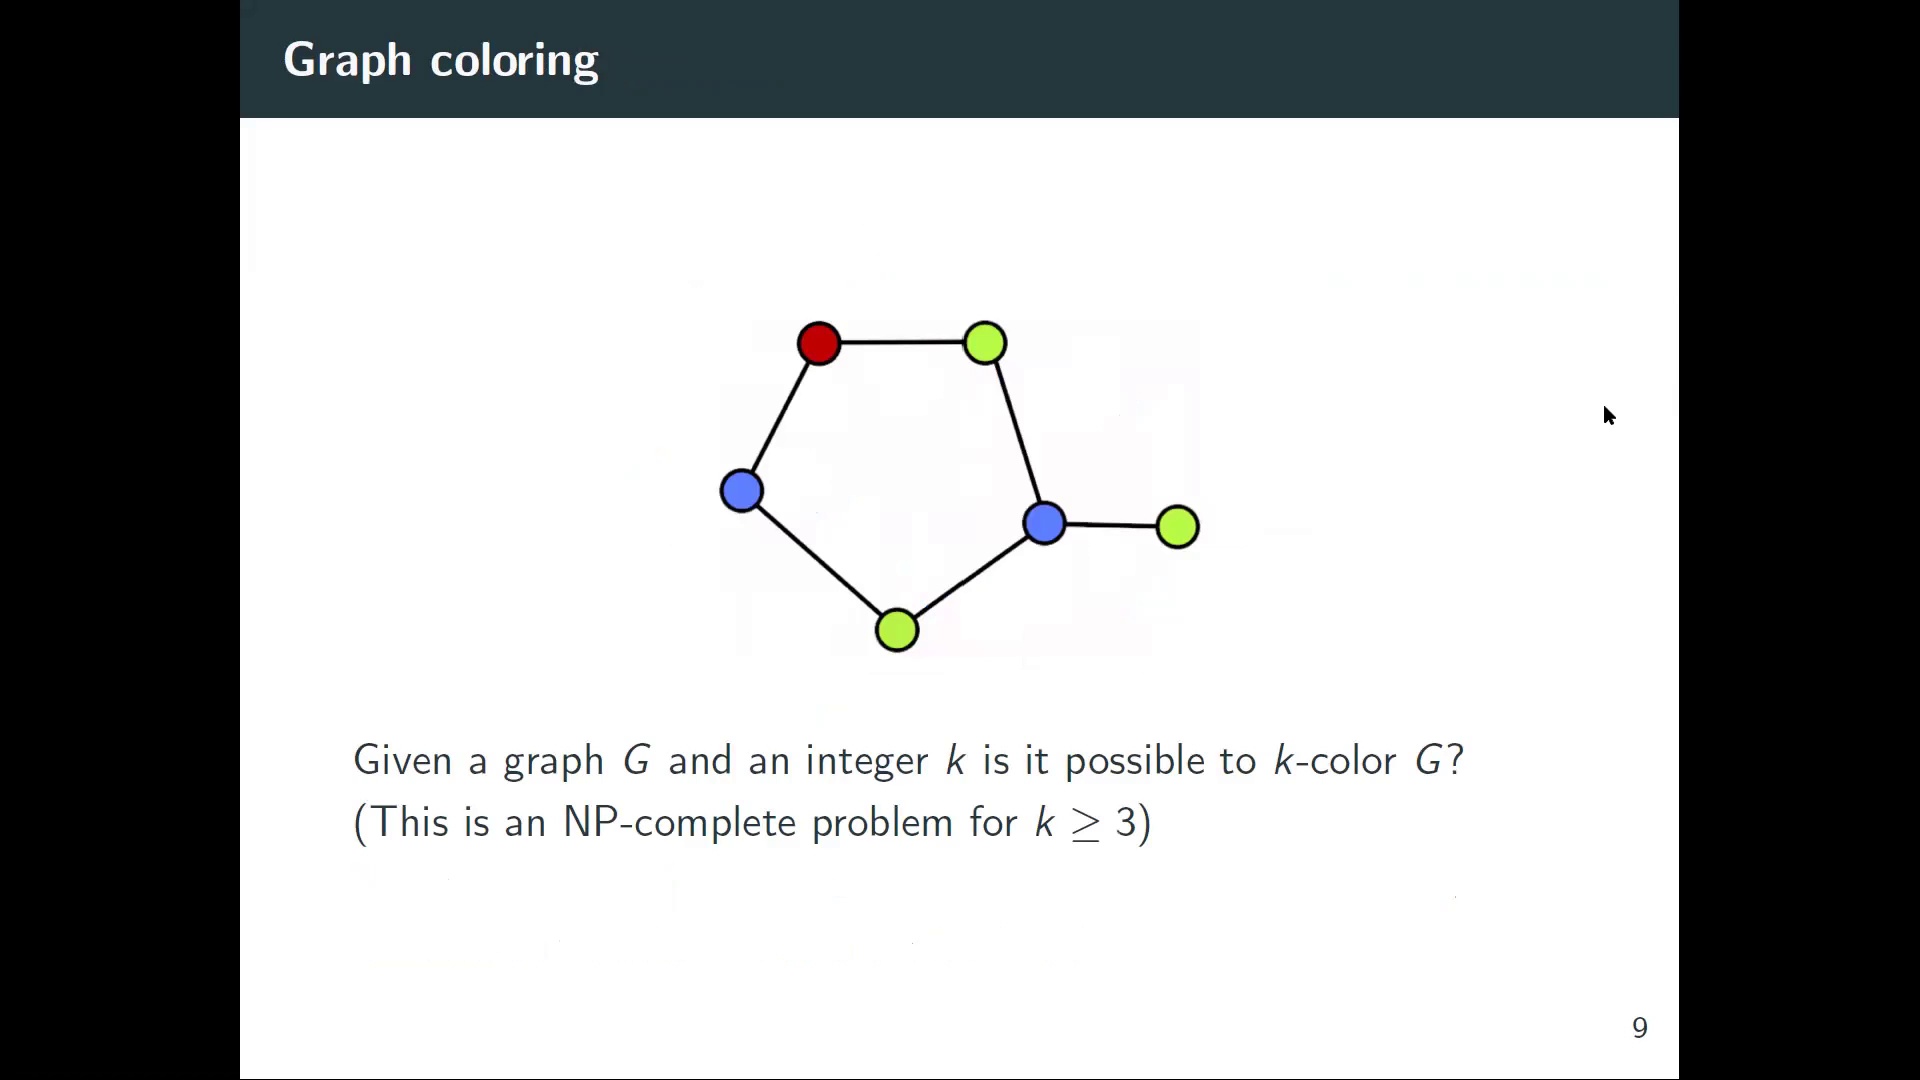 Graph coloring
Given a graph G and an integer k is it possible to k-color G?
(This is an NP-complete problem for k ≥ 3)
9